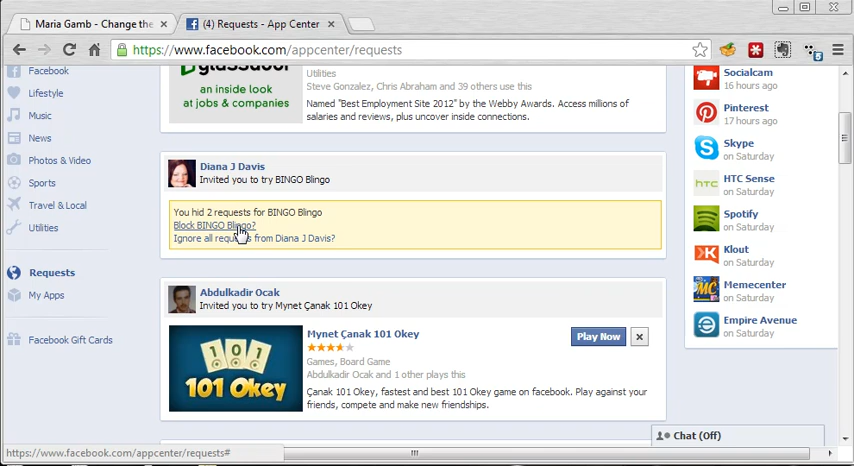 Maria Gamb - Change the
(4) Requests - App Center
https://www.facebook.com/appcenter/requests
Facebook
Lifestyle
Music
News
Photos & Video
Sports
Travel & Local
Utilities
Requests
My Apps
Facebook Gift Cards
glassdoor
an inside look
at jobs & companies
Utilities
Steve Gonzalez, Chris Abraham and 39 others use this
Named "Best Employment Site 2012" by the Webby Awards. Access millions of
salaries and reviews, plus uncover inside connections.
Diana J Davis
Invited you to try BINGO Blingo
You hid 2 requests for BINGO Blingo
Block BINGO Blingo?
Ignore all requests from Diana J Davis?
Abdulkadir Ocak
Invited you to try Mynet Çanak 101 Okey
1 0 1
101 Okey
Mynet Çanak 101 Okey
Play Now
Games, Board Game
Abdulkadir Ocak and 1 other plays this
Çanak 101 Okey, fastest and best 101 Okey game on facebook. Play against your
friends, compete and make new friendships.
Socialcam
16 hours ago
Pinterest
17 hours ago
Skype
on Saturday
hTC
HTC Sense
on Saturday
Spotify
on Saturday
Klout
on Saturday
MC
Memecenter
on Saturday
Empire Avenue
on Saturday
Chat (Off)
https://www.facebook.com/appcenter/requests#